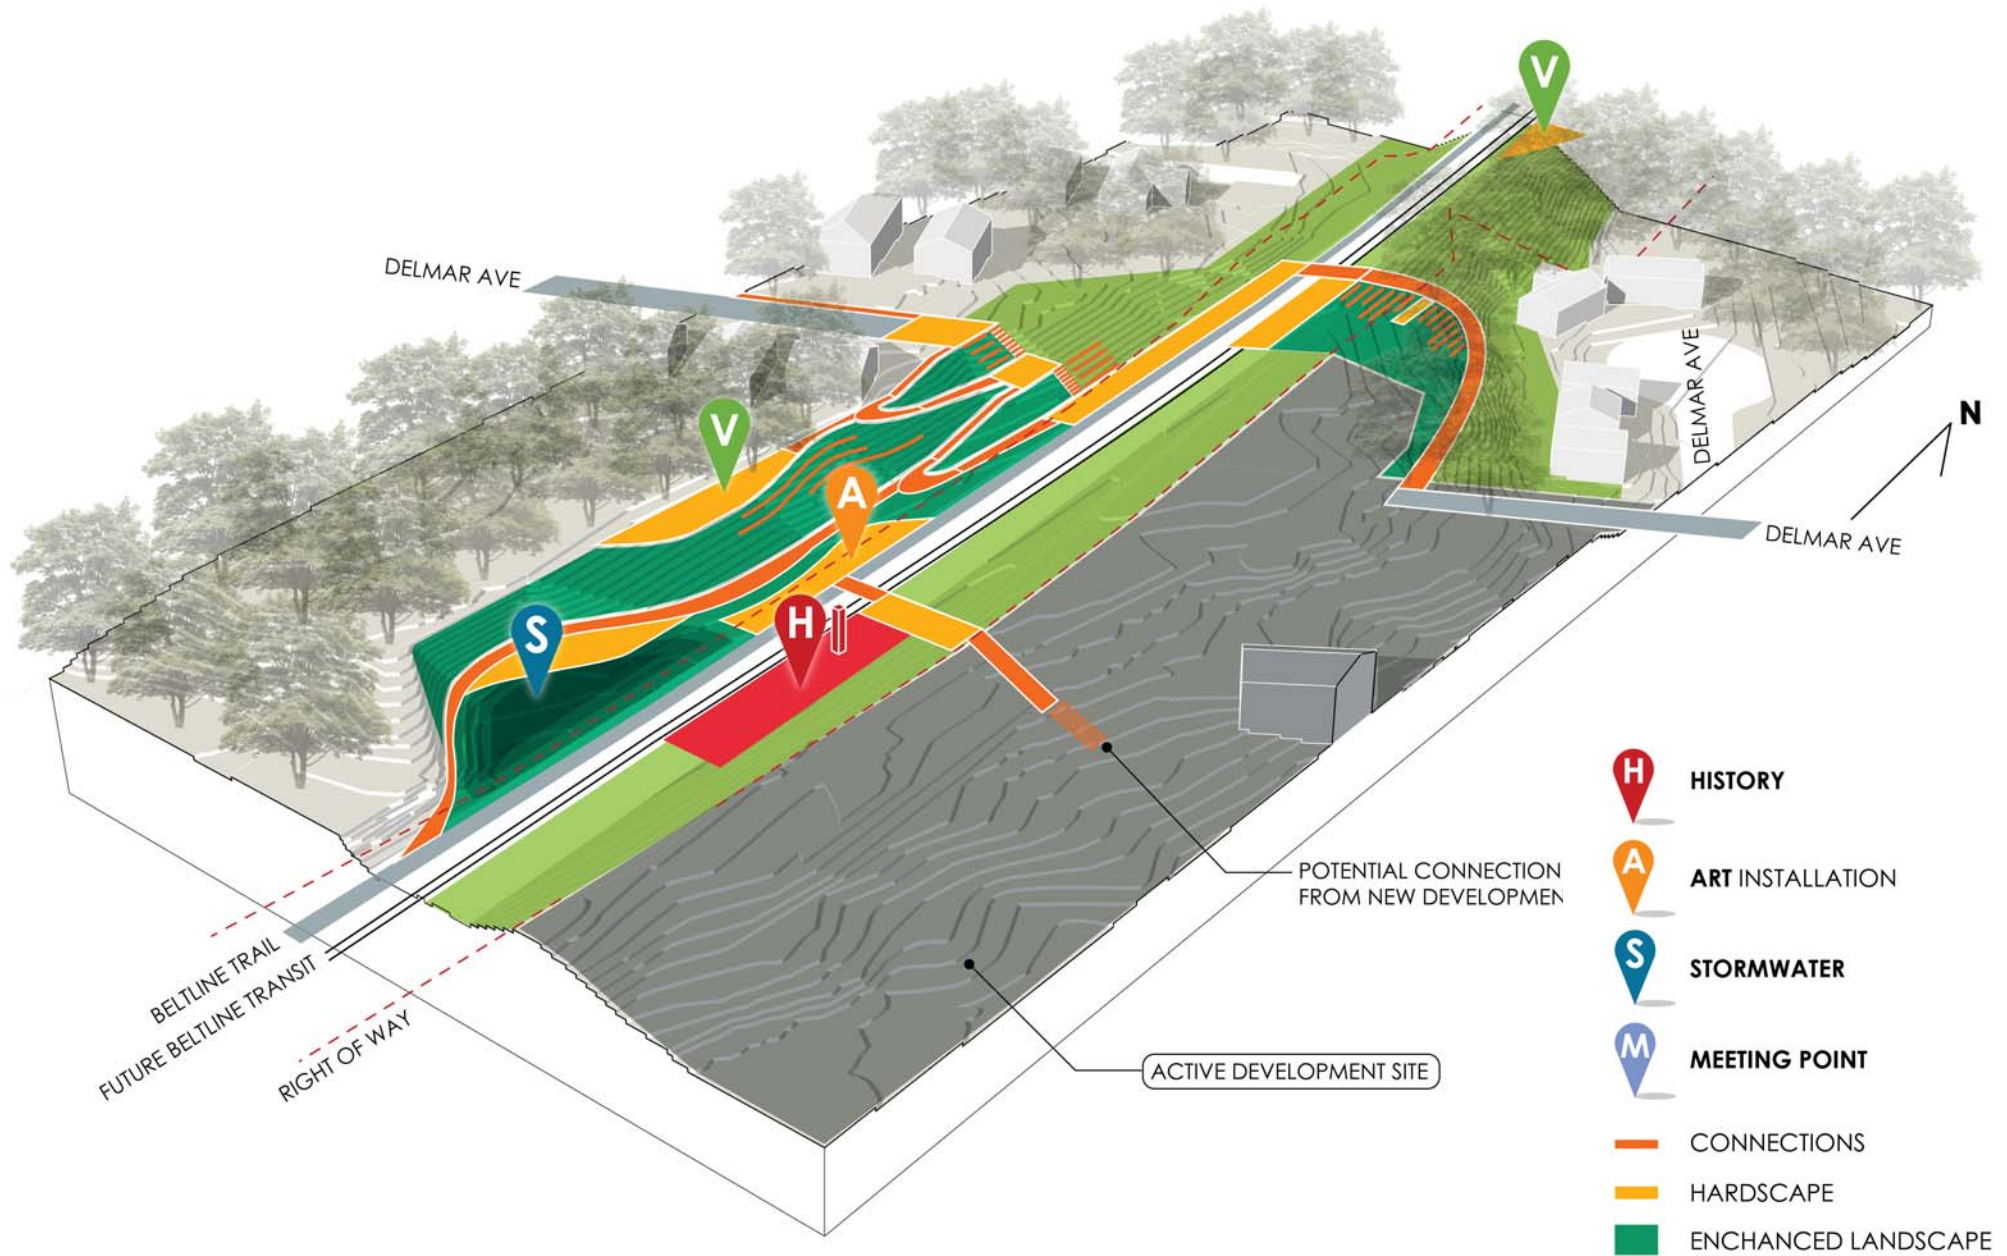 V
DELMAR AVE
V
A
DELMAR AVE
N
DELMAR AVE
S
H
H HISTORY
A ART INSTALLATION
POTENTIAL CONNECTION
FROM NEW DEVELOPMEN
S STORMWATER
BELTLINE TRAIL
FUTURE BELTLINE TRANSIT
RIGHT OF WAY
ACTIVE DEVELOPMENT SITE
M MEETING POINT
CONNECTIONS
HARDSCAPE
ENCHANCED LANDSCAPE